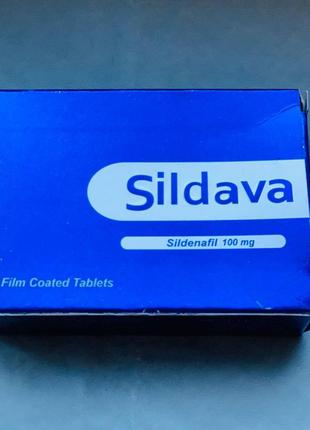 Sildava
Sildenafil 100 mg
Film Coated Tablets